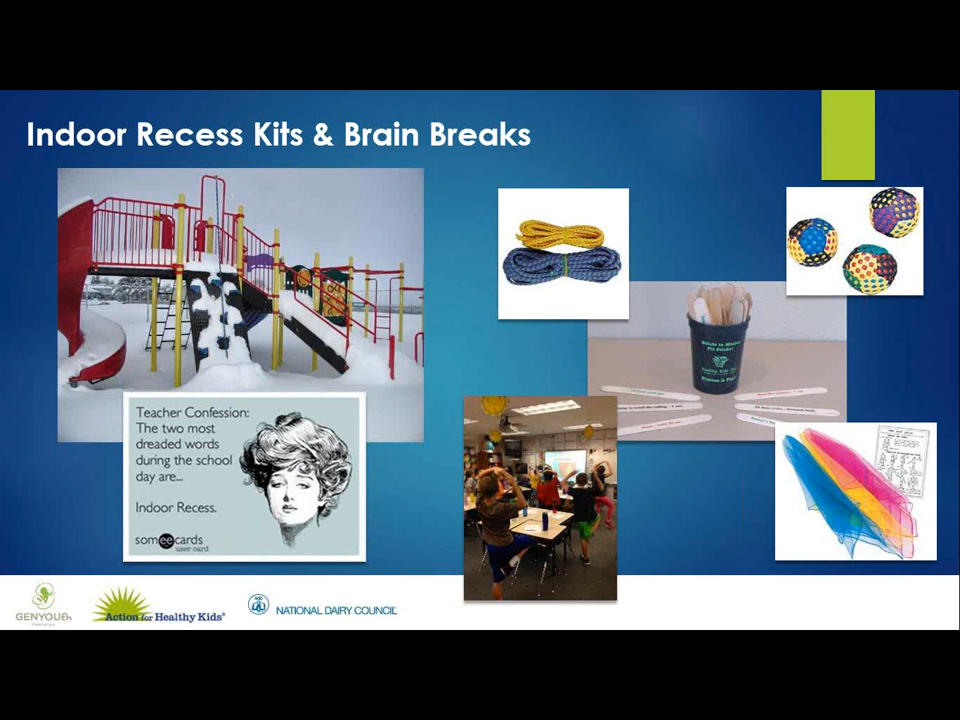 Indoor Recess Kits & Brain Breaks
Teacher Confession:
The two most
dreaded words
during the school
day are...
Indoor Recess.
someecards
user card
GENYOUth
Action for Healthy Kids®
NATIONAL DAIRY COUNCIL
ndc